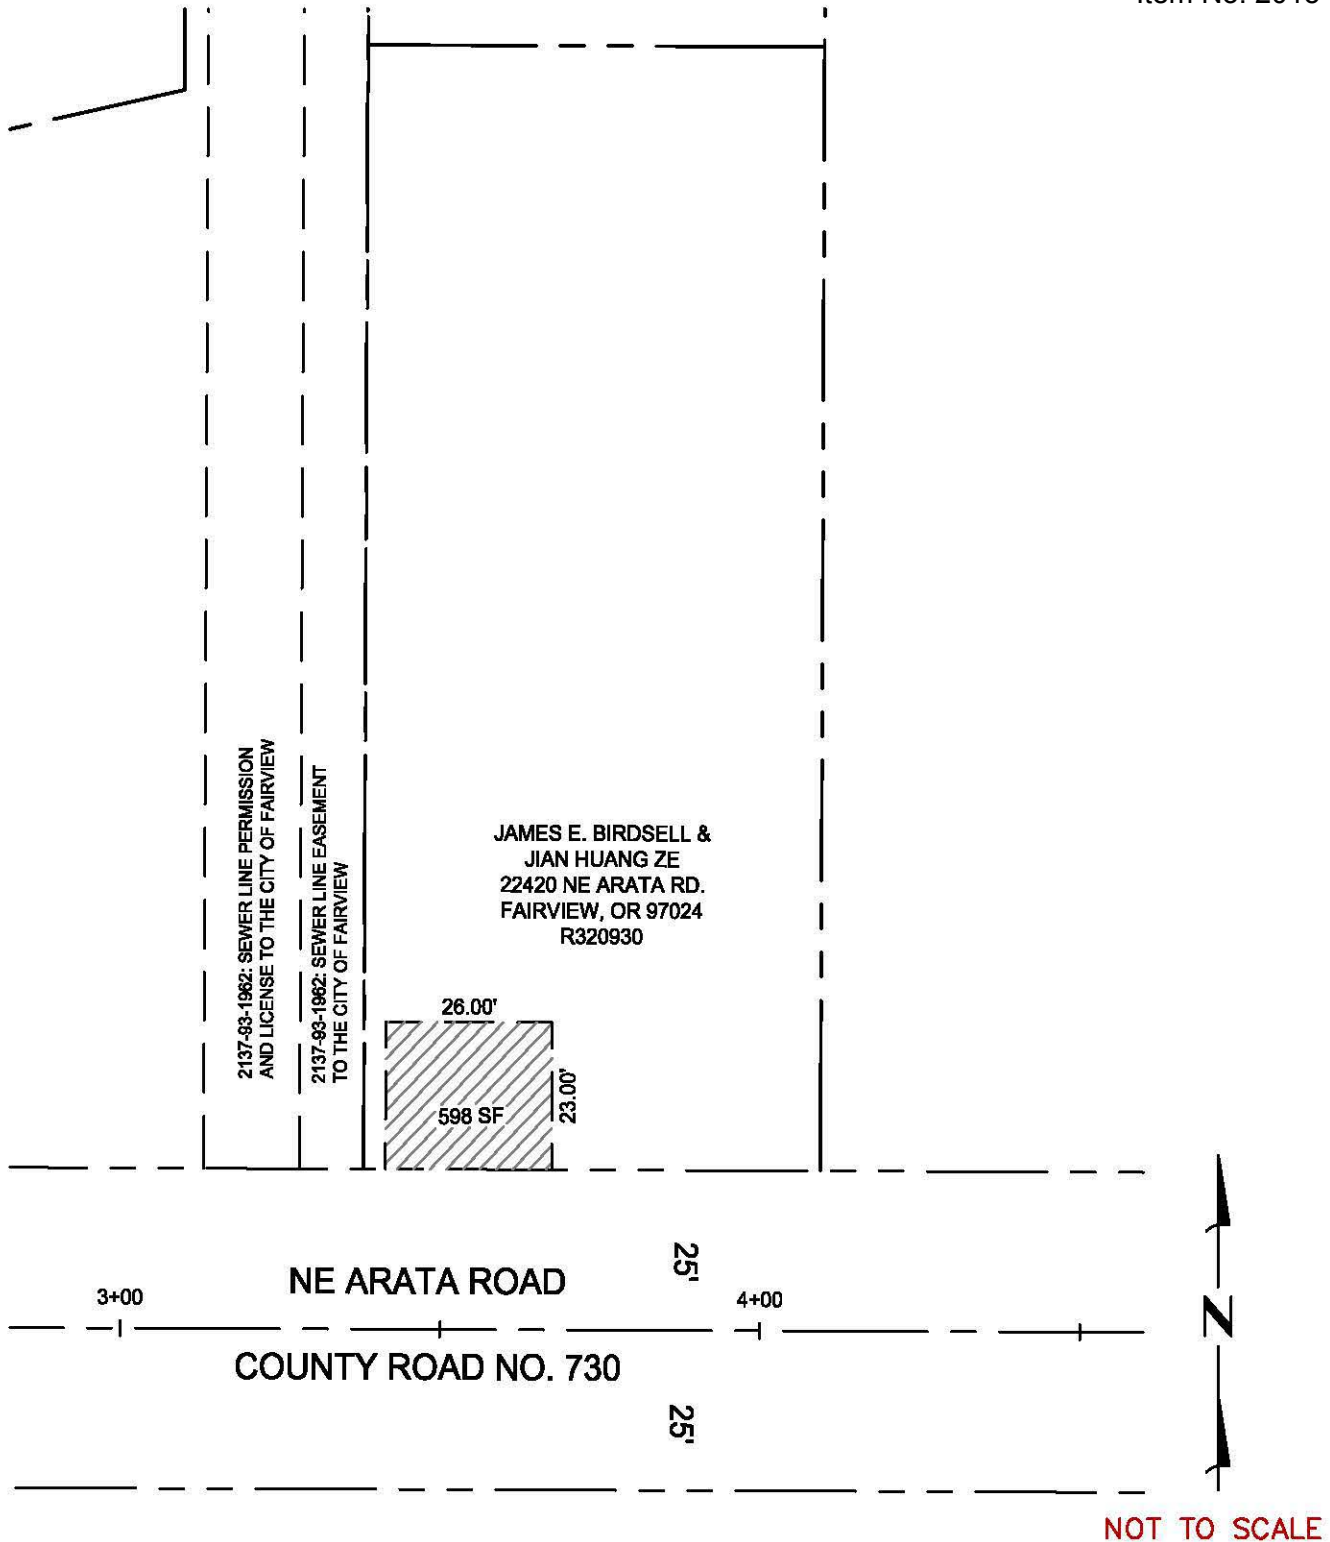 2137-93-1962: SEWER LINE PERMISSION
AND LICENSE TO THE CITY OF FAIRVIEW
2137-93-1962: SEWER LINE EASEMENT
TO THE CITY OF FAIRVIEW
JAMES E. BIRDSELL &
JIAN HUANG ZE
22420 NE ARATA RD.
FAIRVIEW, OR 97024
R320930
26.00'
23.00'
598 SF
25'
NE ARATA ROAD
3+00
4+00
N
COUNTY ROAD NO. 730
25'
NOT TO SCALE